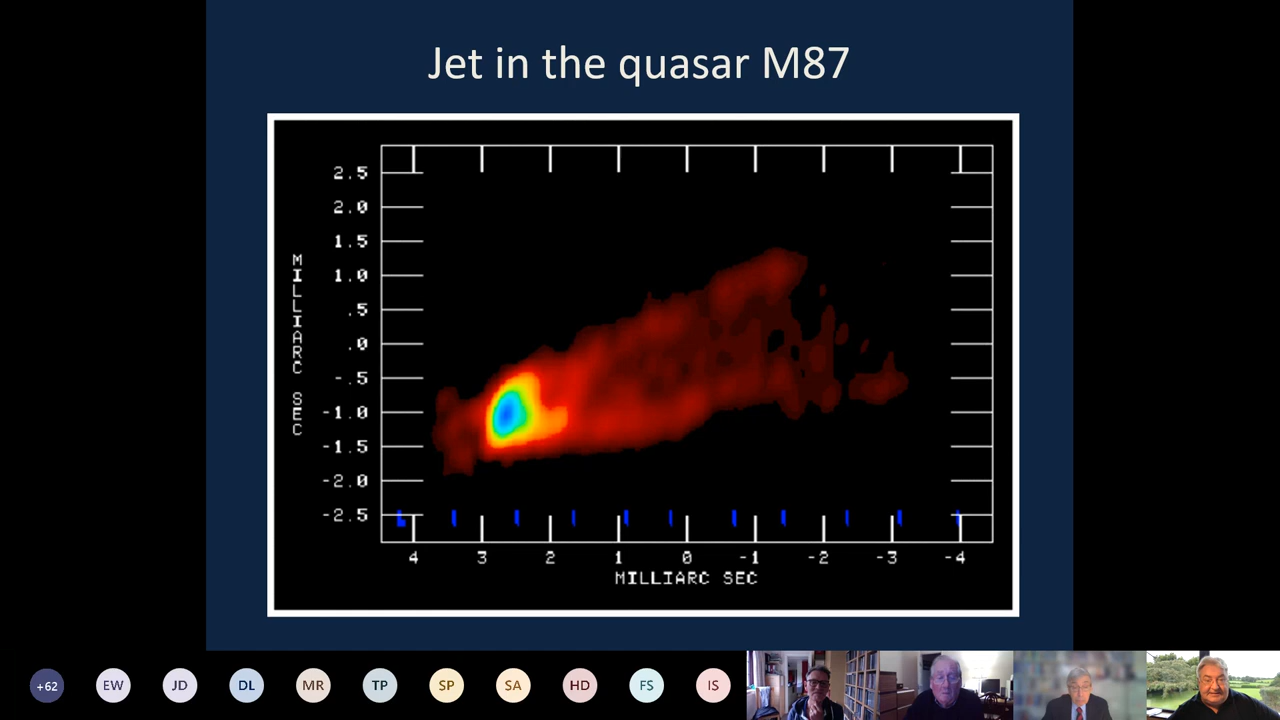 Jet in the quasar M87
2.5
2.0
1.5
1.0
.5
.0
-.5
-1.0
-1.5
-2.0
-2.5
MILLIARC SEC
4 3 2 1 0 -1 -2 -3 -4
MILLIARC SEC
+62 EW JD DL MR TP SP SA HD FS IS